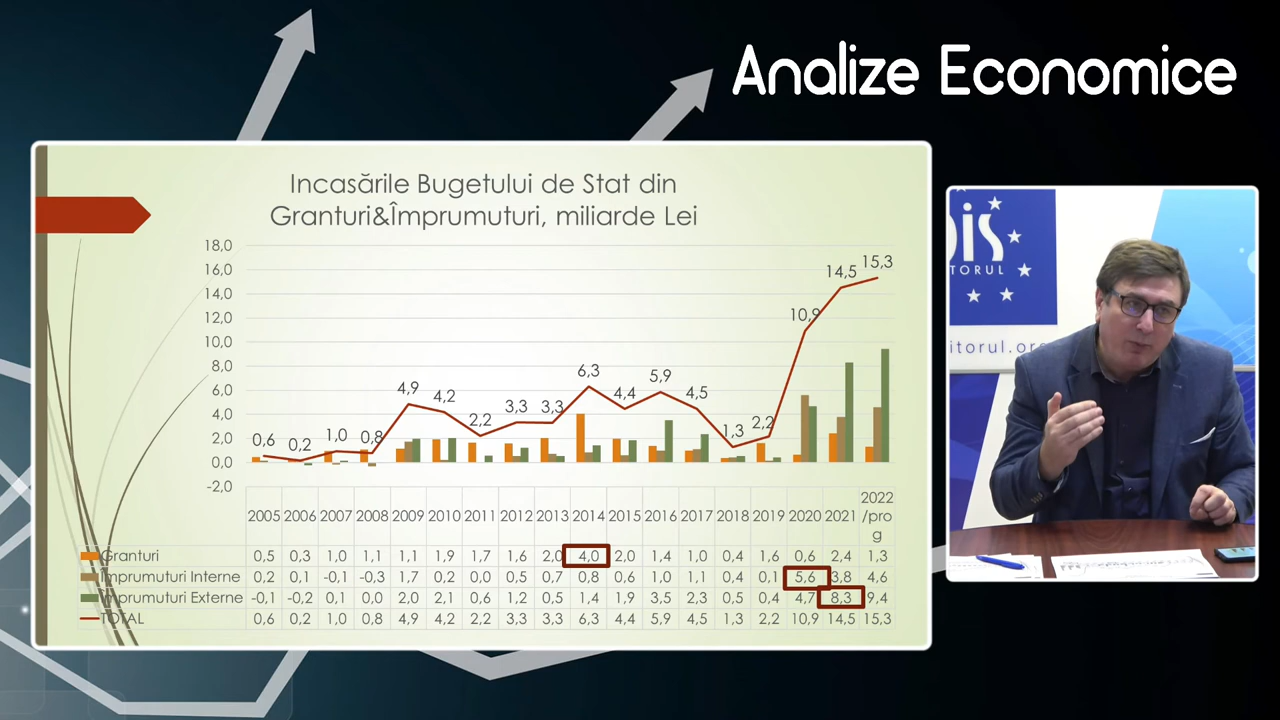 Analize Economice
Incasările Bugetului de Stat din
Granturi&Împrumuturi, miliarde Lei
18,0
16,0
14,0
12,0
10,0
8,0
6,0
4,0
2,0
0,0
-2,0
0,6 0,2 1,0 0,8 4,9 4,2 2,2 3,3 3,3 6,3 4,4 5,9 4,5 1,3 2,2 10,9 14,5 15,3
2005 2006 2007 2008 2009 2010 2011 2012 2013 2014 2015 2016 2017 2018 2019 2020 2021 2022
/pro
g
Granturi 0,5 0,3 1,0 1,1 1,1 1,9 1,7 1,6 2,0 4,0 2,0 1,4 1,0 0,4 1,6 0,6 2,4 1,3
Împrumuturi Interne 0,2 0,1 -0,1 -0,3 1,7 0,2 0,0 0,5 0,7 0,8 0,6 1,0 1,1 0,4 0,1 5,6 3,8 4,6
Împrumuturi Externe -0,1 -0,2 0,1 0,0 2,0 2,1 0,6 1,2 0,5 1,4 1,9 3,5 2,3 0,5 0,4 4,7 8,3 9,4
TOTAL 0,6 0,2 1,0 0,8 4,9 4,2 2,2 3,3 3,3 6,3 4,4 5,9 4,5 1,3 2,2 10,9 14,5 15,3
TORUL
itorul.org